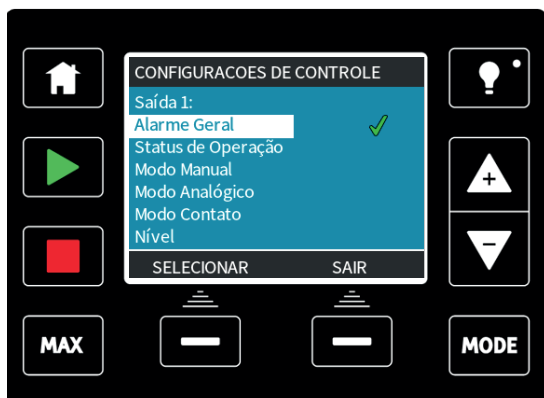 CONFIGURACOES DE CONTROLE
Saída 1:
Alarme Geral
Status de Operação
Modo Manual
Modo Analógico
Modo Contato
Nível
SELECIONAR SAIR
+
-
MAX
MODE